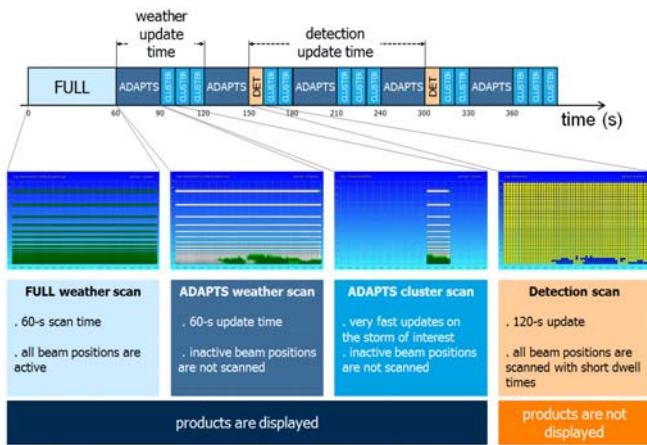 weather
update
time
detection
update time
FULL
ADAPTS
CLUSTER
CLUSTER
CLUSTER
ADAPTS
DET
CLUSTER
CLUSTER
ADAPTS
CLUSTER
CLUSTER
CLUSTER
ADAPTS
DET
CLUSTER
CLUSTER
ADAPTS
CLUSTER
CLUSTER
CLUSTER
0 60 90 120 150 180 210 240 270 300 330 360
time (s)
FULL weather scan
. 60-s scan time
. all beam positions are
active
ADAPTS weather scan
. 60-s update time
. inactive beam positions
are not scanned
ADAPTS cluster scan
. very fast updates on
the storm of interest
. inactive beam positions
are not scanned
Detection scan
. 120-s update
. all beam positions are
scanned with short dwell
times
products are displayed
products are not
displayed